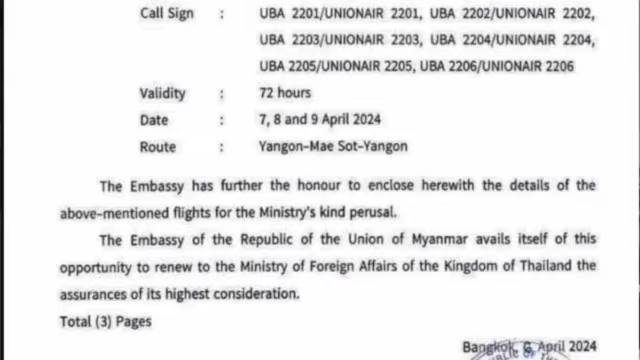 Call Sign : UBA 2201/UNIONAIR 2201, UBA 2202/UNIONAIR 2202,
UBA 2203/UNIONAIR 2203, UBA 2204/UNIONAIR 2204,
UBA 2205/UNIONAIR 2205, UBA 2206/UNIONAIR 2206
Validity : 72 hours
Date : 7, 8 and 9 April 2024
Route : Yangon-Mae Sot-Yangon
The Embassy has further the honour to enclose herewith the details of the
above-mentioned flights for the Ministry's kind perusal.
The Embassy of the Republic of the Union of Myanmar avails itself of this
opportunity to renew to the Ministry of Foreign Affairs of the Kingdom of Thailand the
assurances of its highest consideration.
Total (3) Pages
Bangkok, 6 April 2024